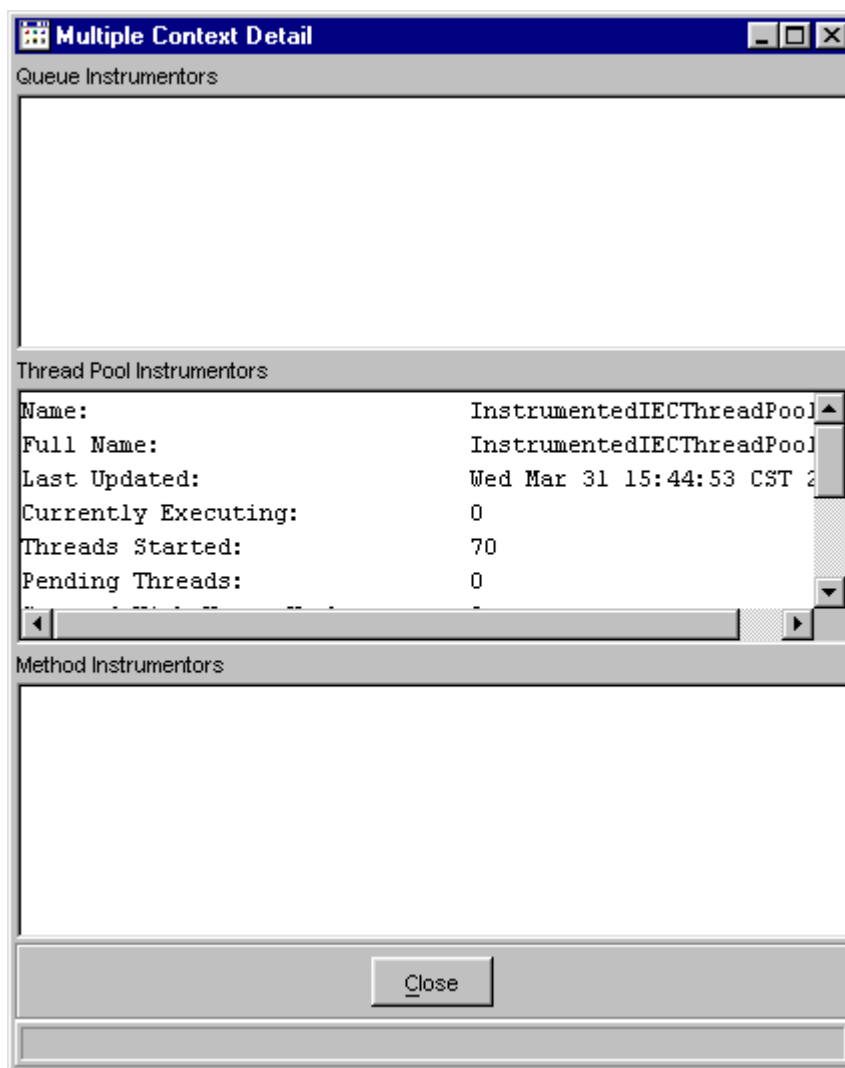 Multiple Context Detail
Queue Instrumentors
Thread Pool Instrumentors
Name: InstrumentedIECThreadPool
Full Name: InstrumentedIECThreadPool
Last Updated: Wed Mar 31 15:44:53 CST 2
Currently Executing: 0
Threads Started: 70
Pending Threads: 0
Method Instrumentors
Close